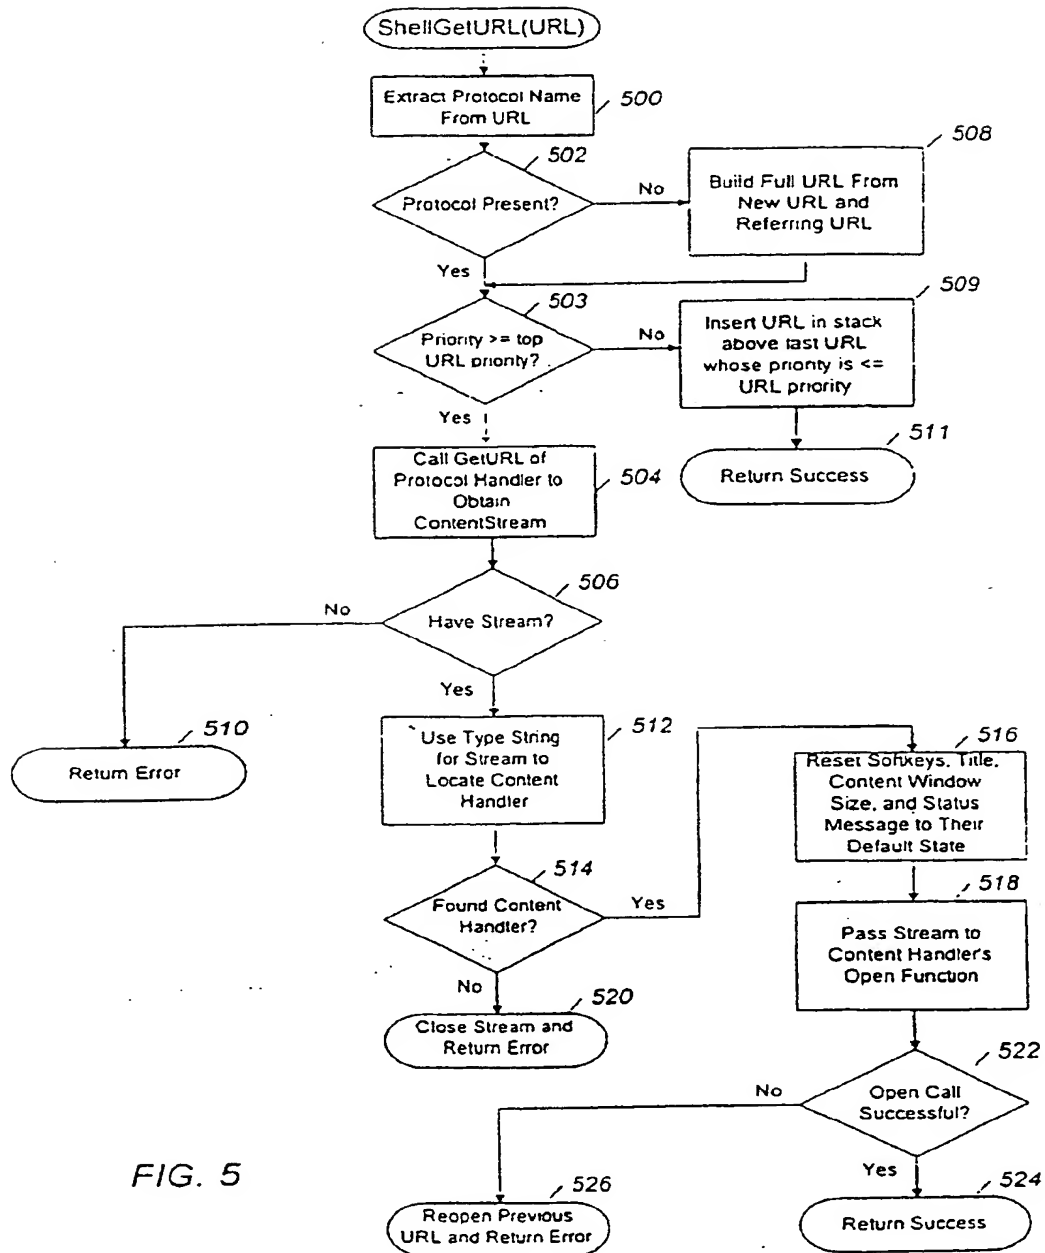 ShellGetURL(URL)
Extract Protocol Name
From URL
500
502
Protocol Present?
No
508
Build Full URL From
New URL and
Referring URL
Yes
503
Priority >= top
URL priority?
No
509
Insert URL in stack
above last URL
whose priority is <=
URL priority
Yes
511
Return Success
Call GetURL of
Protocol Handler to
Obtain
ContentStream
504
506
Have Stream?
No
Yes
510
Return Error
Use Type String
for Stream to
Locate Content
Handler
512
516
Reset Softkeys, Title,
Content Window
Size, and Status
Message to Their
Default State
514
Found Content
Handler?
Yes
No
518
Pass Stream to
Content Handler's
Open Function
520
Close Stream and
Return Error
522
Open Call
Successful?
No
Yes
FIG. 5
526
Reopen Previous
URL and Return Error
524
Return Success